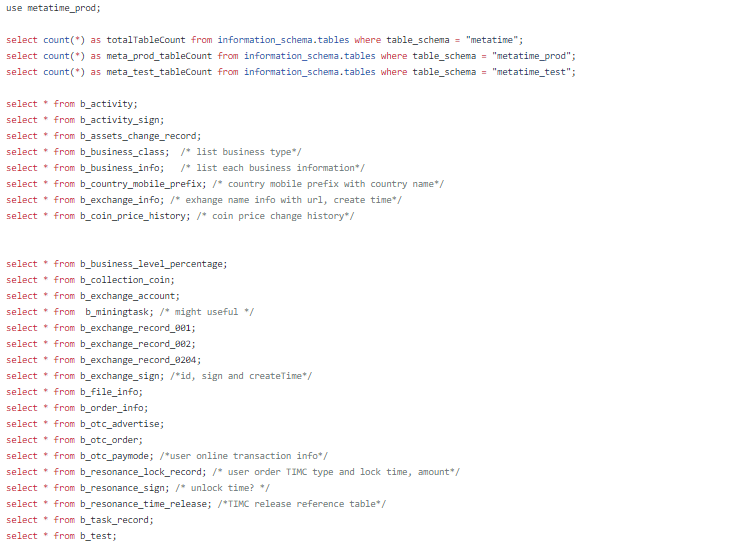 use metatime_prod;
select count(*) as totalTableCount from information_schema.tables where table_schema = "metatime";
select count(*) as meta_prod_tableCount from information_schema.tables where table_schema = "metatime_prod";
select count(*) as meta_test_tableCount from information_schema.tables where table_schema = "metatime_test";
select * from b_activity;
select * from b_activity_sign;
select * from b_assets_change_record;
select * from b_business_class;  /* list business type*/
select * from b_business_info;   /* list each business information*/
select * from b_country_mobile_prefix; /* country mobile prefix with country name*/
select * from b_exchange_info; /* exhange name info with url, create time*/
select * from b_coin_price_history; /* coin price change history*/
select * from b_business_level_percentage;
select * from b_collection_coin;
select * from b_exchange_account;
select * from  b_miningtask; /* might useful */
select * from b_exchange_record_001;
select * from b_exchange_record_002;
select * from b_exchange_record_0204;
select * from b_exchange_sign; /*id, sign and createTime*/
select * from b_file_info;
select * from b_order_info;
select * from b_otc_advertise;
select * from b_otc_order;
select * from b_otc_paymode; /*user online transaction info*/
select * from b_resonance_lock_record; /* user order TIMC type and lock time, amount*/
select * from b_resonance_sign; /* unlock time? */
select * from b_resonance_time_release; /*TIMC release reference table*/
select * from b_task_record;
select * from b_test;